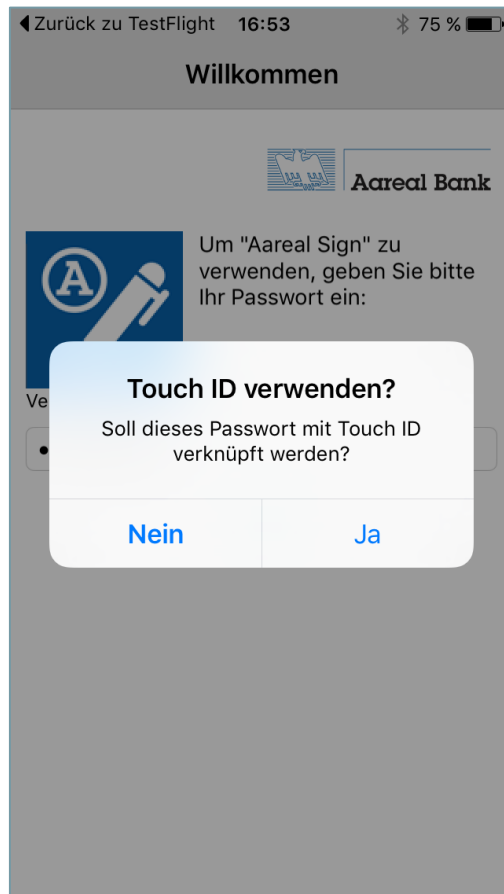 Zurück zu TestFlight 16:53 75 %
Willkommen
Aareal Bank
A
Um "Aareal Sign" zu
verwenden, geben Sie bitte
Ihr Passwort ein:
Touch ID verwenden?
Soll dieses Passwort mit Touch ID
verknüpft werden?
Nein Ja